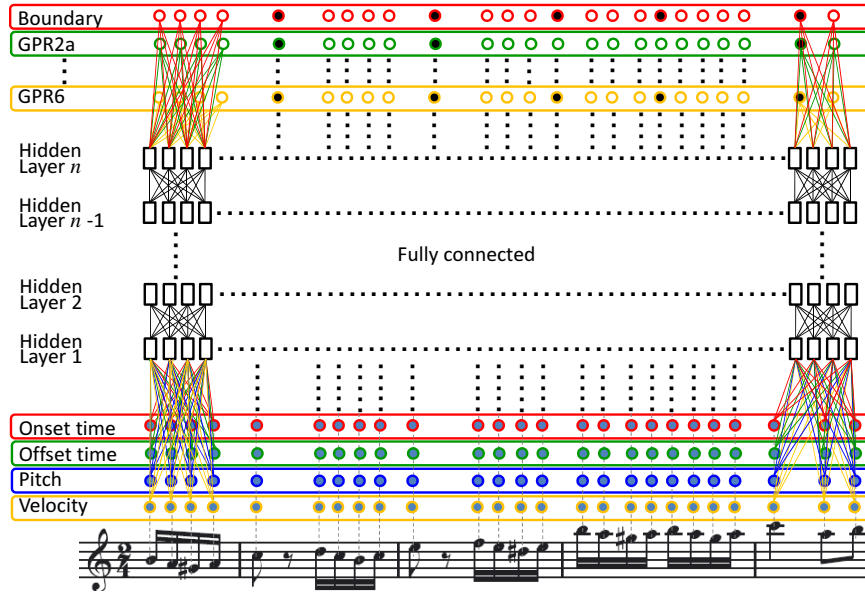 Boundary
GPR2a
GPR6
Hidden
Layer n
Hidden
Layer n -1
Fully connected
Hidden
Layer 2
Hidden
Layer 1
Onset time
Offset time
Pitch
Velocity
2
4